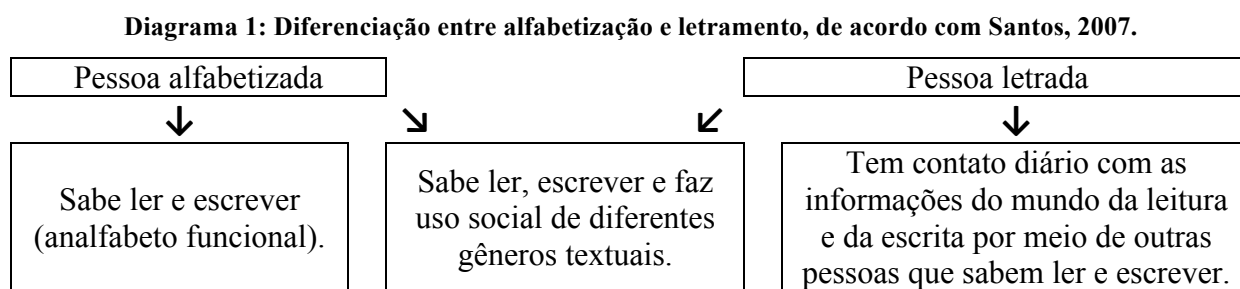 Diagrama 1: Diferenciação entre alfabetização e letramento, de acordo com Santos, 2007.
Pessoa alfabetizada
Pessoa letrada
Sabe ler e escrever
(analfabeto funcional).
Sabe ler, escrever e faz
uso social de diferentes
gêneros textuais.
Tem contato diário com as
informações do mundo da leitura
e da escrita por meio de outras
pessoas que sabem ler e escrever.